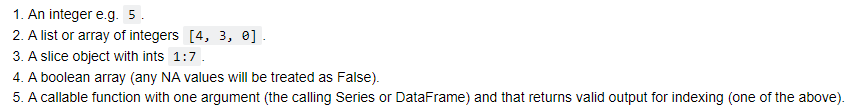 1. An integer e.g. 5 .
2. A list or array of integers [4, 3, 0] .
3. A slice object with ints 1:7 .
4. A boolean array (any NA values will be treated as False).
5. A callable function with one argument (the calling Series or DataFrame) and that returns valid output for indexing (one of the above).